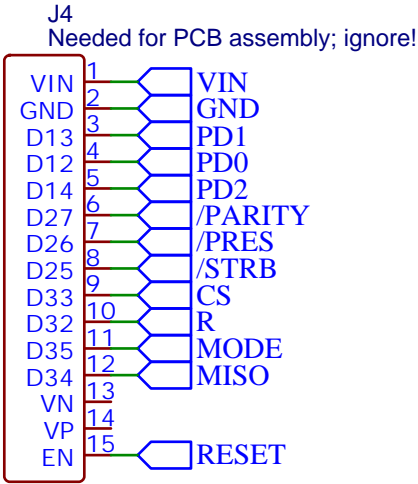 J4
Needed for PCB assembly; ignore!
VIN 1 VIN
GND 2 GND
D13 3 PD1
D12 4 PD0
D14 5 PD2
D27 6 /PARITY
D26 7 /PRES
D25 8 /STRB
D33 9 CS
D32 10 R
D35 11 MODE
D34 12 MISO
VN 13
VP 14
EN 15 RESET